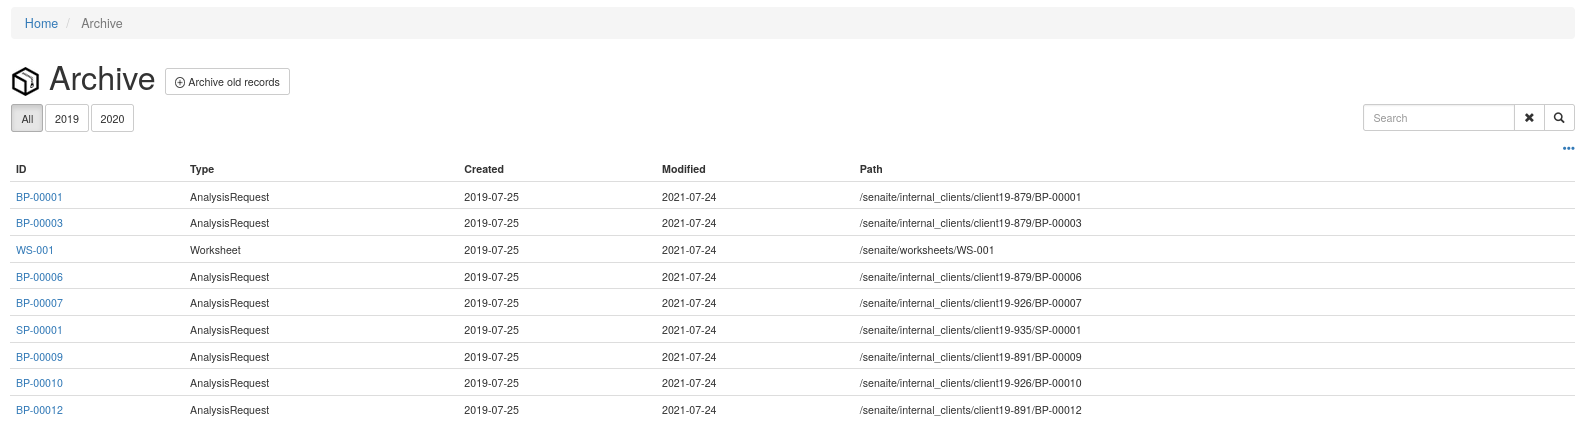 Home / Archive
Archive Archive old records
All 2019 2020 Search
ID Type Created Modified Path
BP-00001 AnalysisRequest 2019-07-25 2021-07-24 /senaite/internal_clients/client19-879/BP-00001
BP-00003 AnalysisRequest 2019-07-25 2021-07-24 /senaite/internal_clients/client19-879/BP-00003
WS-001 Worksheet 2019-07-25 2021-07-24 /senaite/worksheets/WS-001
BP-00006 AnalysisRequest 2019-07-25 2021-07-24 /senaite/internal_clients/client19-879/BP-00006
BP-00007 AnalysisRequest 2019-07-25 2021-07-24 /senaite/internal_clients/client19-926/BP-00007
SP-00001 AnalysisRequest 2019-07-25 2021-07-24 /senaite/internal_clients/client19-935/SP-00001
BP-00009 AnalysisRequest 2019-07-25 2021-07-24 /senaite/internal_clients/client19-891/BP-00009
BP-00010 AnalysisRequest 2019-07-25 2021-07-24 /senaite/internal_clients/client19-926/BP-00010
BP-00012 AnalysisRequest 2019-07-25 2021-07-24 /senaite/internal_clients/client19-891/BP-00012